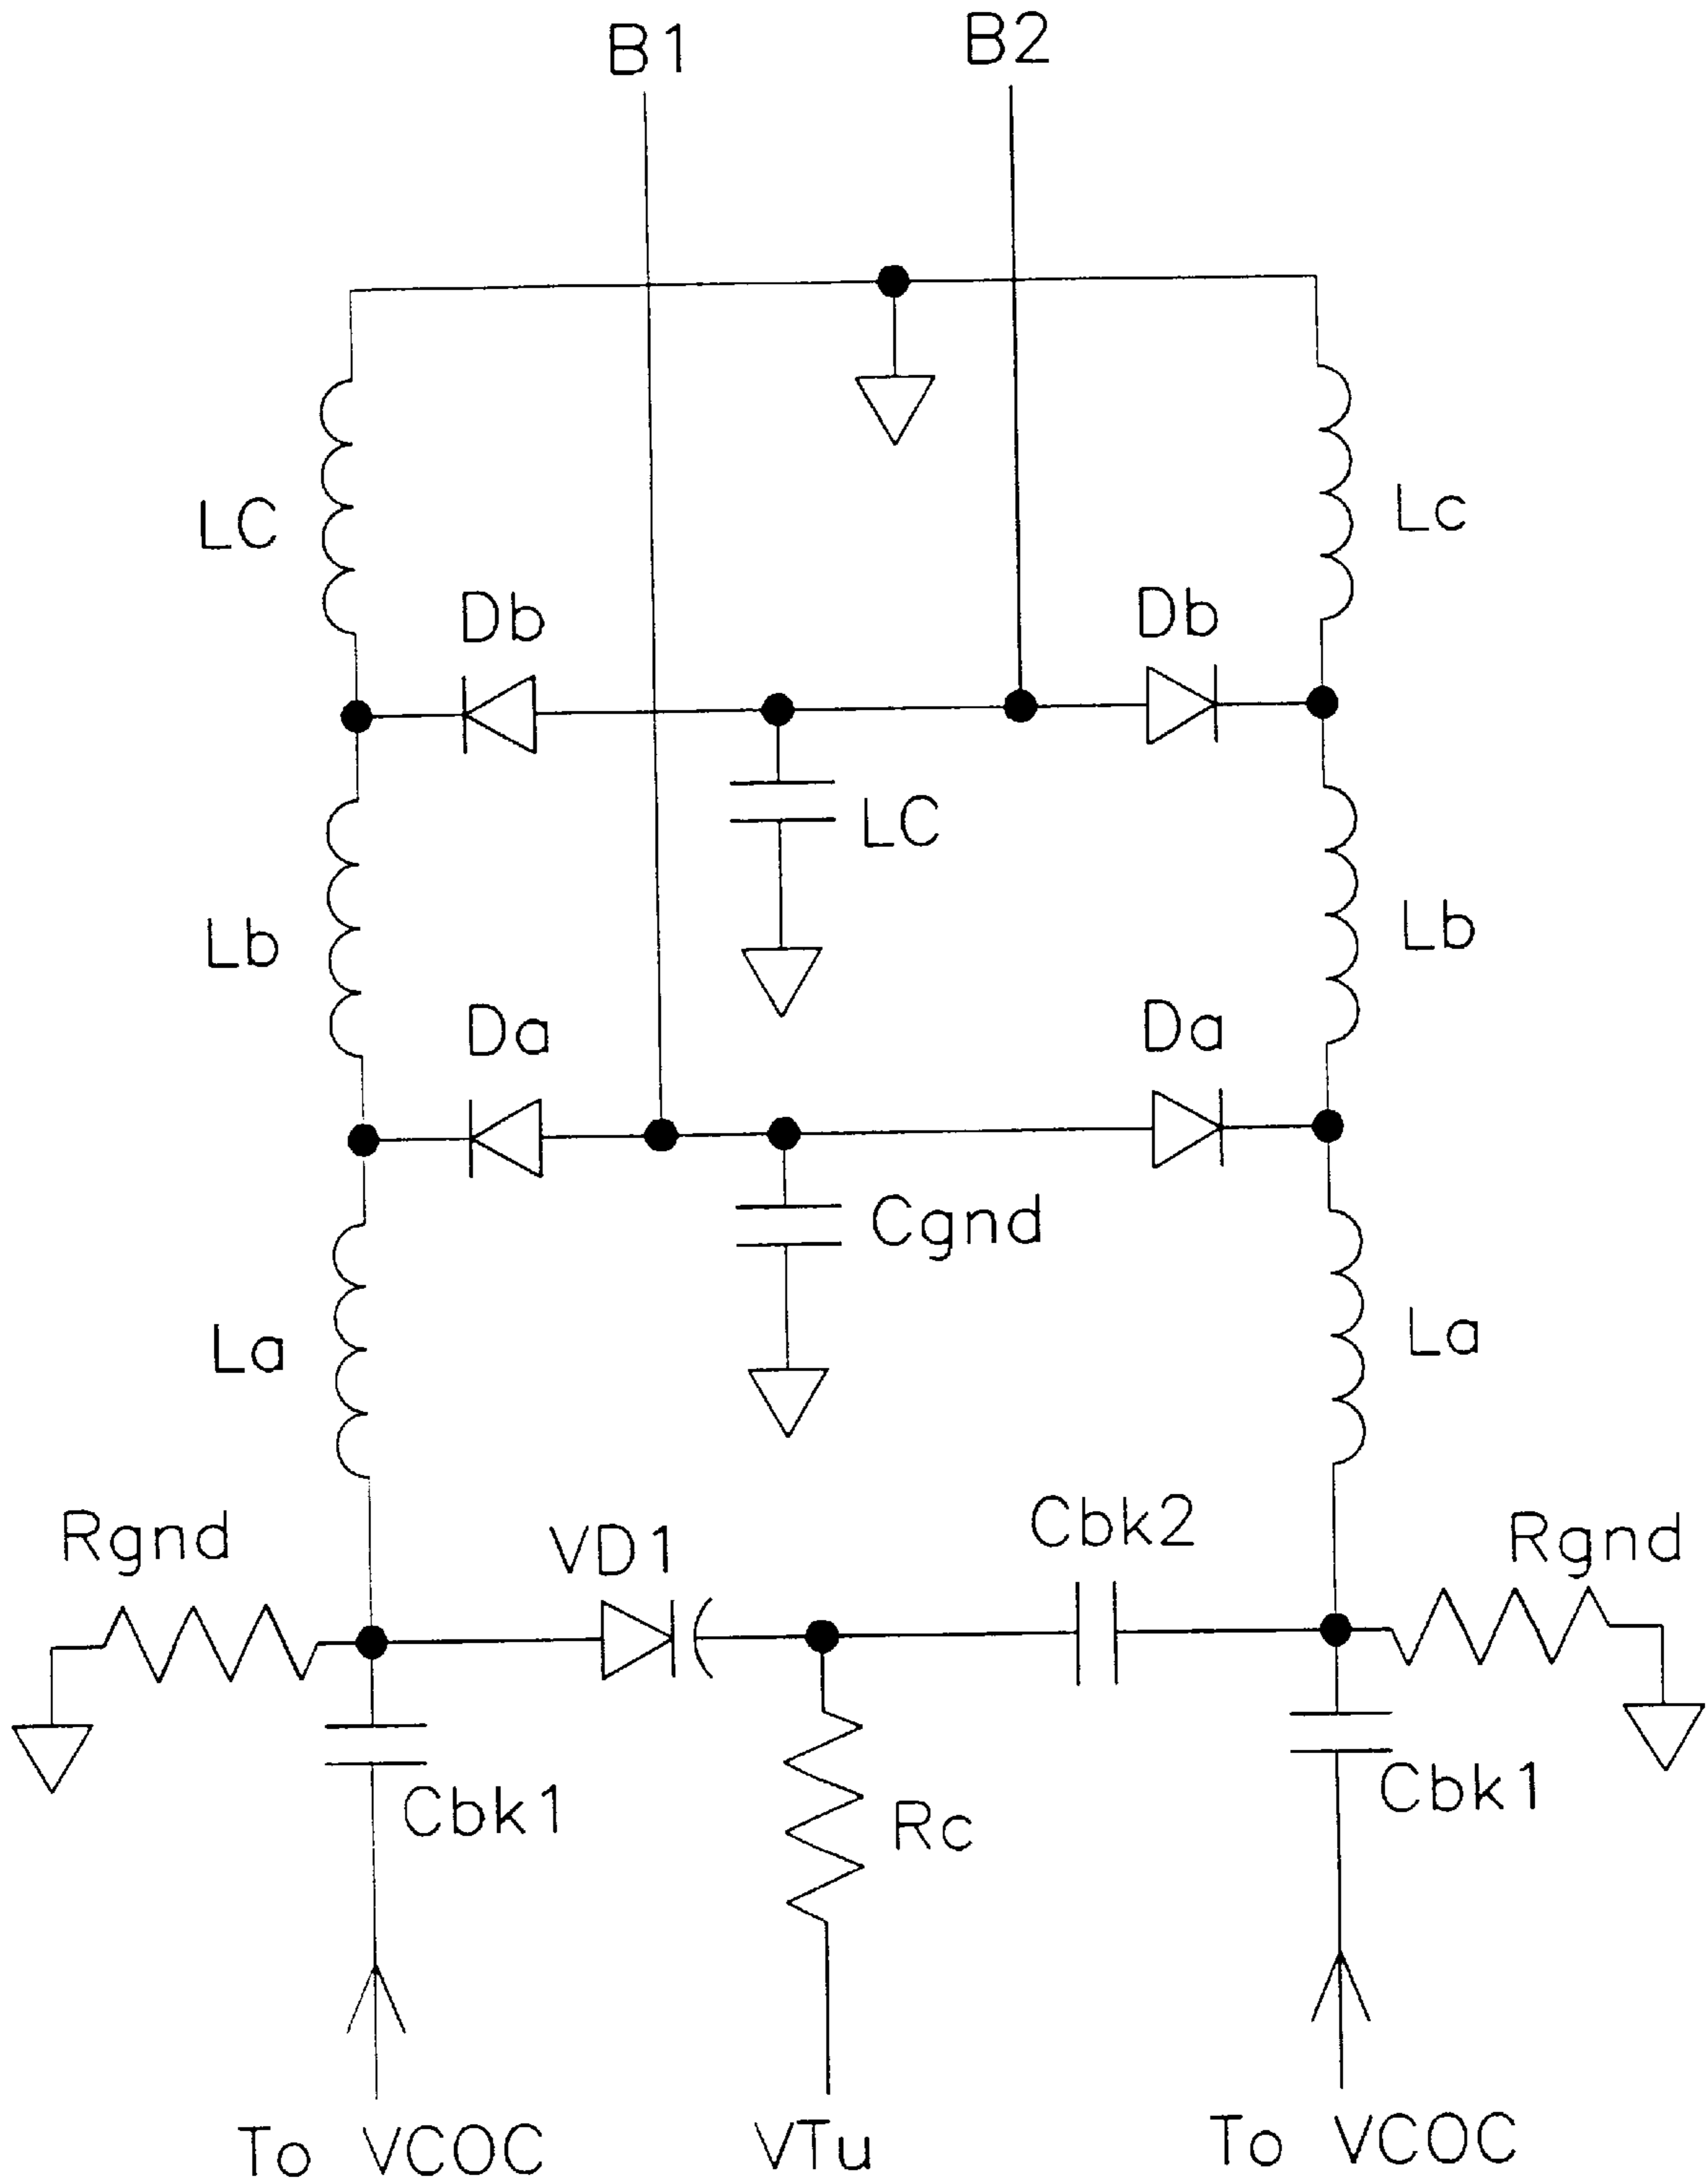 B1 B2
LC Lc
Db Db
LC
Lb Lb
Da Da
Cgnd
La La
Rgnd VD1 Cbk2 Rgnd
Cbk1 Rc Cbk1
To VCOC VTu To VCOC